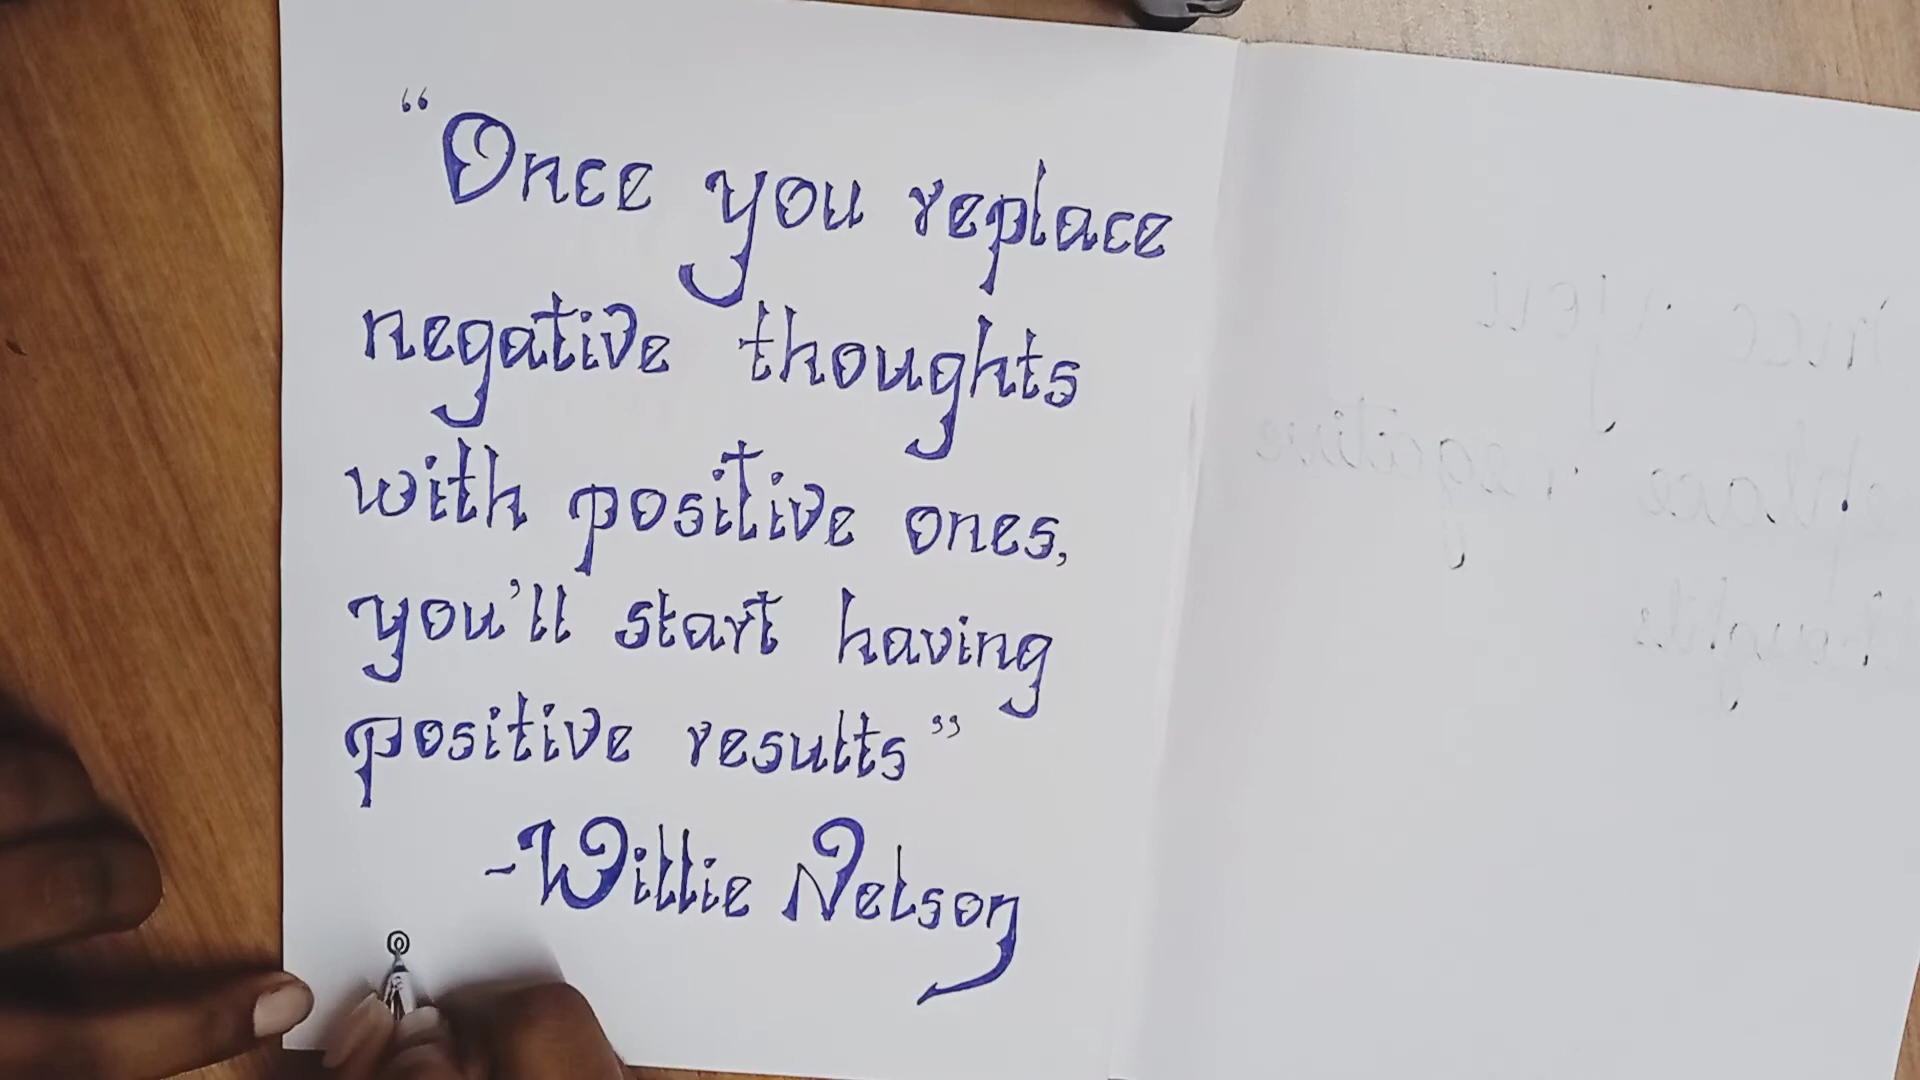 “Once you replace
negative thoughts
with positive ones,
you’ll start having
positive results”
-Willie Nelson